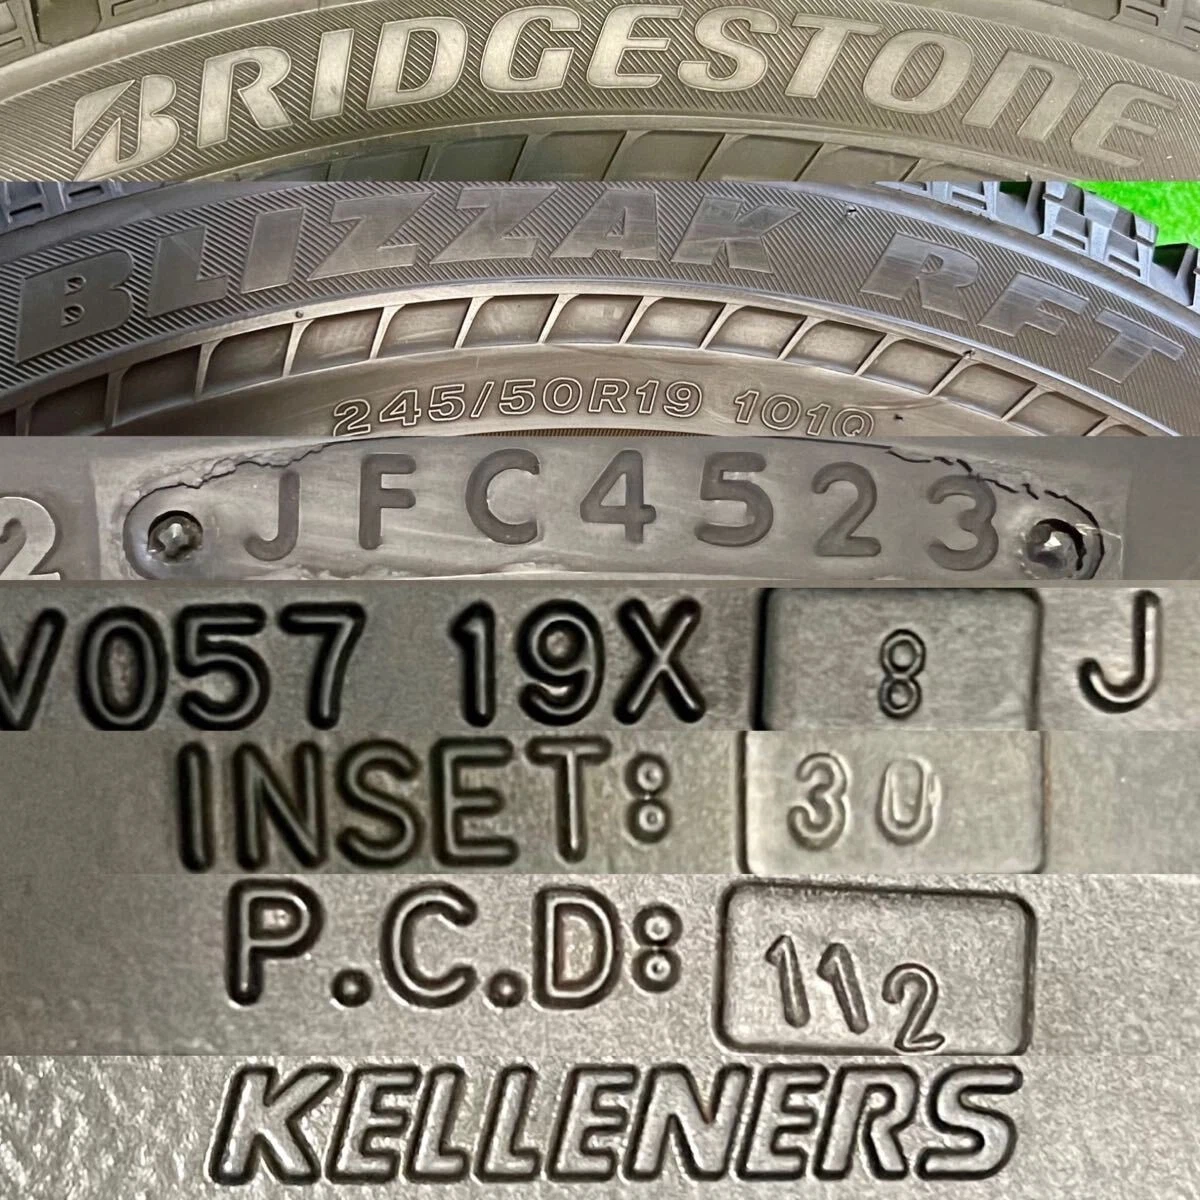 BRIDGESTONE
BLIZZAK RFT
245/50R19 101Q
2 JFC4523
V057 19X 8 J
INSET: 30
P.C.D: 112
KELLENERS